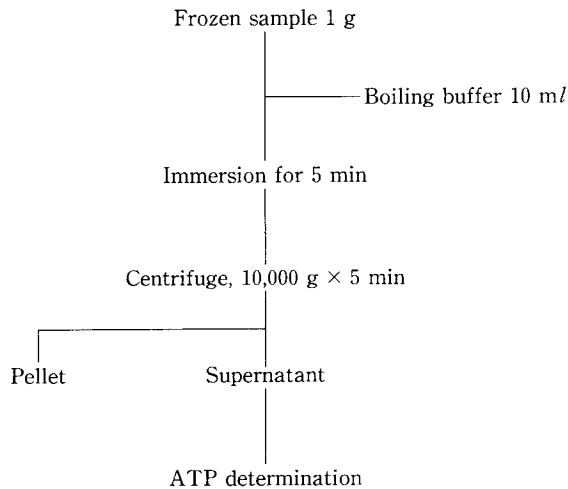 Frozen sample 1 g
Boiling buffer 10 ml
Immersion for 5 min
Centrifuge, 10,000 g × 5 min
Pellet
Supernatant
ATP determination